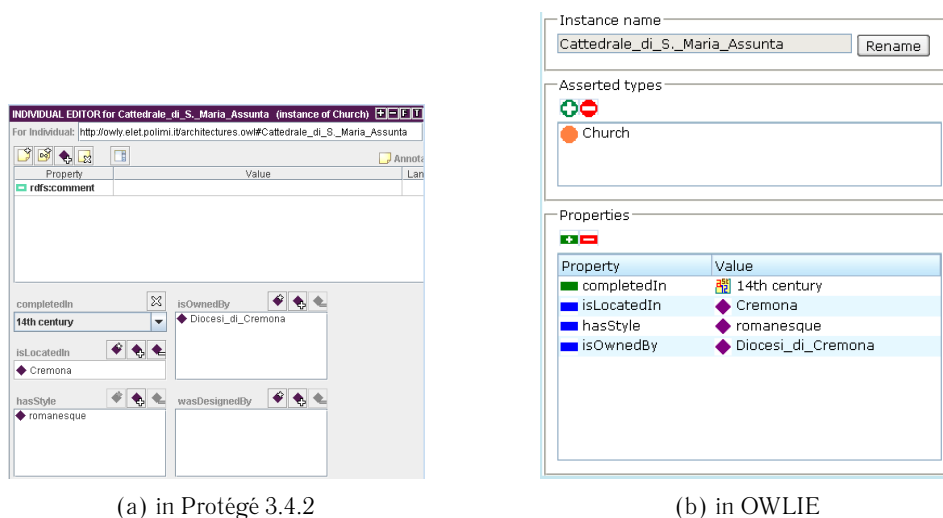 INDIVIDUAL EDITOR for Cattedrale_di_S._Maria_Assunta (instance of Church)
For Individual: http://owly.elet.polimi.it/architectures.owl#Cattedrale_di_S._Maria_Assunta
Annota
Property Value Lan
rdfs:comment
completedIn
14th century
isOwnedBy
Diocesi_di_Cremona
isLocatedIn
Cremona
hasStyle
romanesque
wasDesignedBy
(a) in Protégé 3.4.2
Instance name
Cattedrale_di_S._Maria_Assunta Rename
Asserted types
Church
Properties
Property Value
completedIn 14th century
isLocatedIn Cremona
hasStyle romanesque
isOwnedBy Diocesi_di_Cremona
(b) in OWLIE